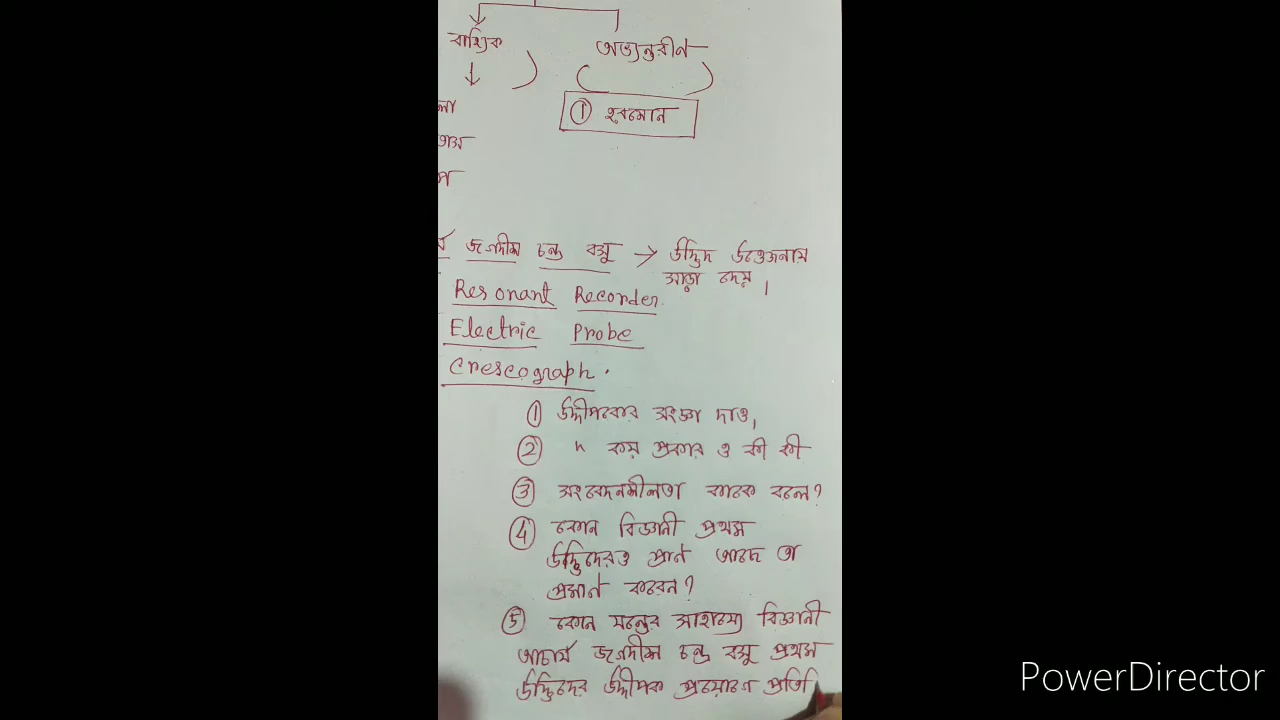 বাহ্যিক
অভ্যন্তরীণ
① হরমোন
জগদীশ চন্দ্র বসু → উদ্ভিদ উত্তেজনায়
সাড়া দেয়।
Resonant Recorder.
Electric Probe
Crescograph.
① উদ্দীপকের সংজ্ঞা দাও,
② " কয় প্রকার ও কী কী
③ সংবেদনশীলতা কাকে বলে?
④ কোন বিজ্ঞানী প্রথম
উদ্ভিদেরও প্রাণ আছে তা
প্রমাণ করেন?
⑤ কোন যন্ত্রের সাহায্যে বিজ্ঞানী
আচার্য জগদীশ চন্দ্র বসু প্রথম
উদ্ভিদের উদ্দীপক প্রয়োগে প্রতি
PowerDirector